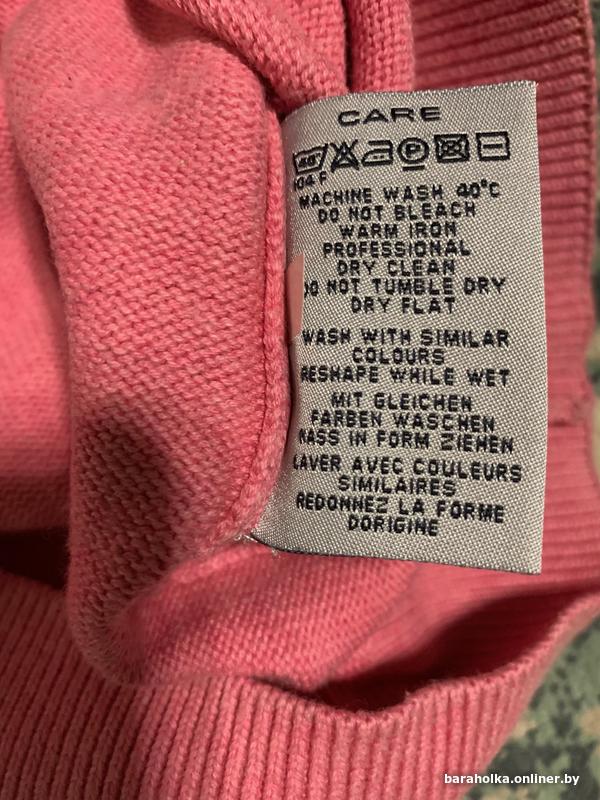 CARE
40°
104 F
P
MACHINE WASH 40°C
DO NOT BLEACH
WARM IRON
PROFESSIONAL
DRY CLEAN
DO NOT TUMBLE DRY
DRY FLAT
WASH WITH SIMILAR
COLOURS
RESHAPE WHILE WET
MIT GLEICHEN
FARBEN WASCHEN
NASS IN FORM ZIEHEN
LAVER AVEC COULEURS
SIMILAIRES
REDONNEZ LA FORME
DORIGINE
baraholka.onliner.by